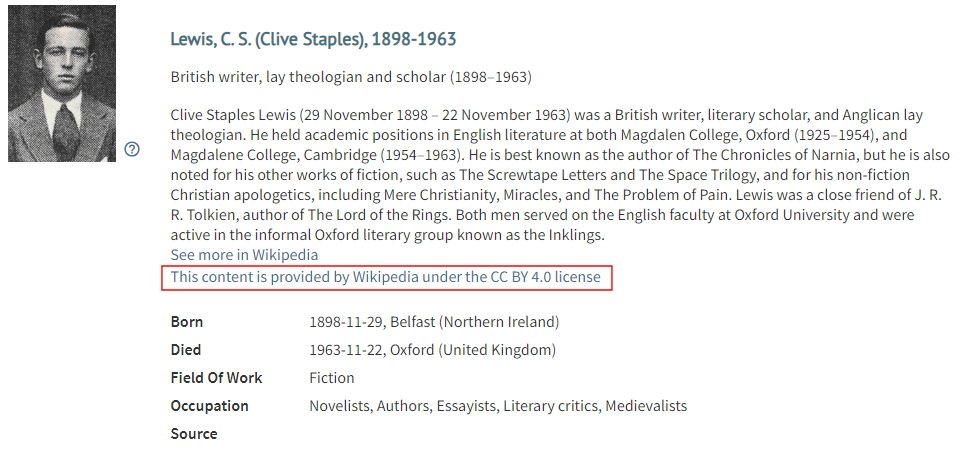 Lewis, C. S. (Clive Staples), 1898-1963
British writer, lay theologian and scholar (1898–1963)
Clive Staples Lewis (29 November 1898 – 22 November 1963) was a British writer, literary scholar, and Anglican lay
theologian. He held academic positions in English literature at both Magdalen College, Oxford (1925–1954), and
Magdalene College, Cambridge (1954–1963). He is best known as the author of The Chronicles of Narnia, but he is also
noted for his other works of fiction, such as The Screwtape Letters and The Space Trilogy, and for his non-fiction
Christian apologetics, including Mere Christianity, Miracles, and The Problem of Pain. Lewis was a close friend of J. R.
R. Tolkien, author of The Lord of the Rings. Both men served on the English faculty at Oxford University and were
active in the informal Oxford literary group known as the Inklings.
See more in Wikipedia
This content is provided by Wikipedia under the CC BY 4.0 license
Born 1898-11-29, Belfast (Northern Ireland)
Died 1963-11-22, Oxford (United Kingdom)
Field Of Work Fiction
Occupation Novelists, Authors, Essayists, Literary critics, Medievalists
Source